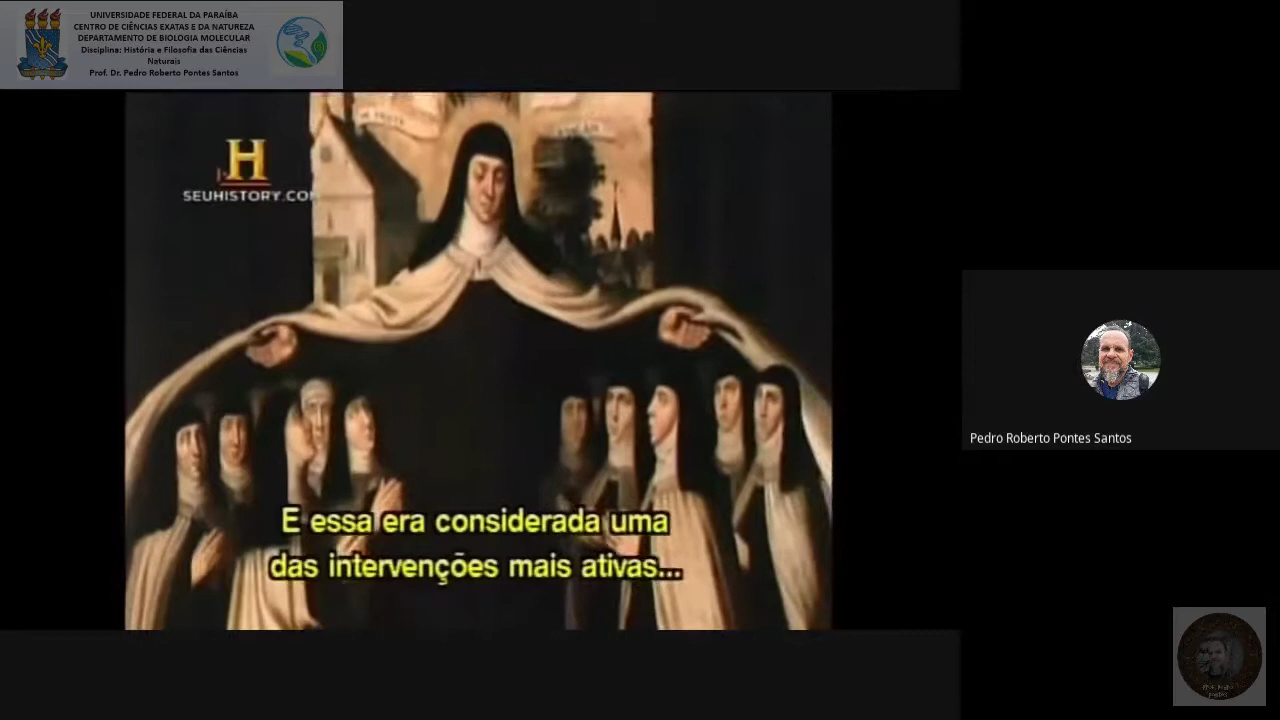 UNIVERSIDADE FEDERAL DA PARAÍBA
CENTRO DE CIÊNCIAS EXATAS E DA NATUREZA
DEPARTAMENTO DE BIOLOGIA MOLECULAR
Disciplina: História e Filosofia das Ciências
Naturais
Prof. Dr. Pedro Roberto Pontes Santos
H
SEUHISTORY.CO
E essa era considerada uma
das intervenções mais ativas...
Pedro Roberto Pontes Santos